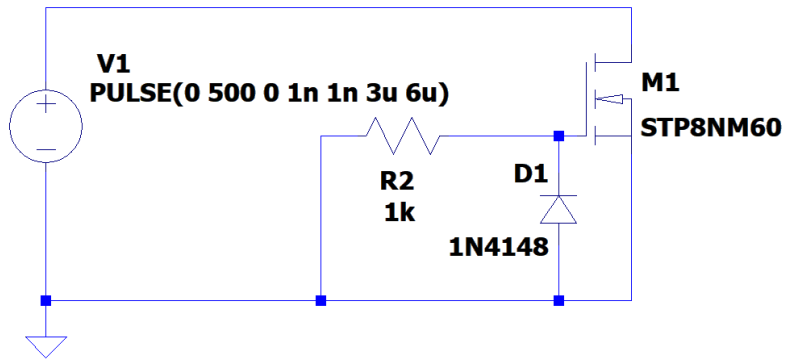 V1
PULSE(0 500 0 1n 1n 3u 6u)
M1
STP8NM60
R2
1k
D1
1N4148